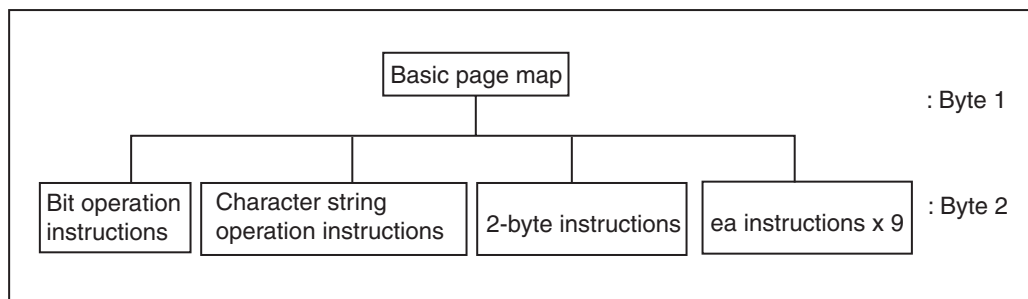 Basic page map
: Byte 1
Bit operation
instructions
Character string
operation instructions
2-byte instructions
ea instructions x 9
: Byte 2